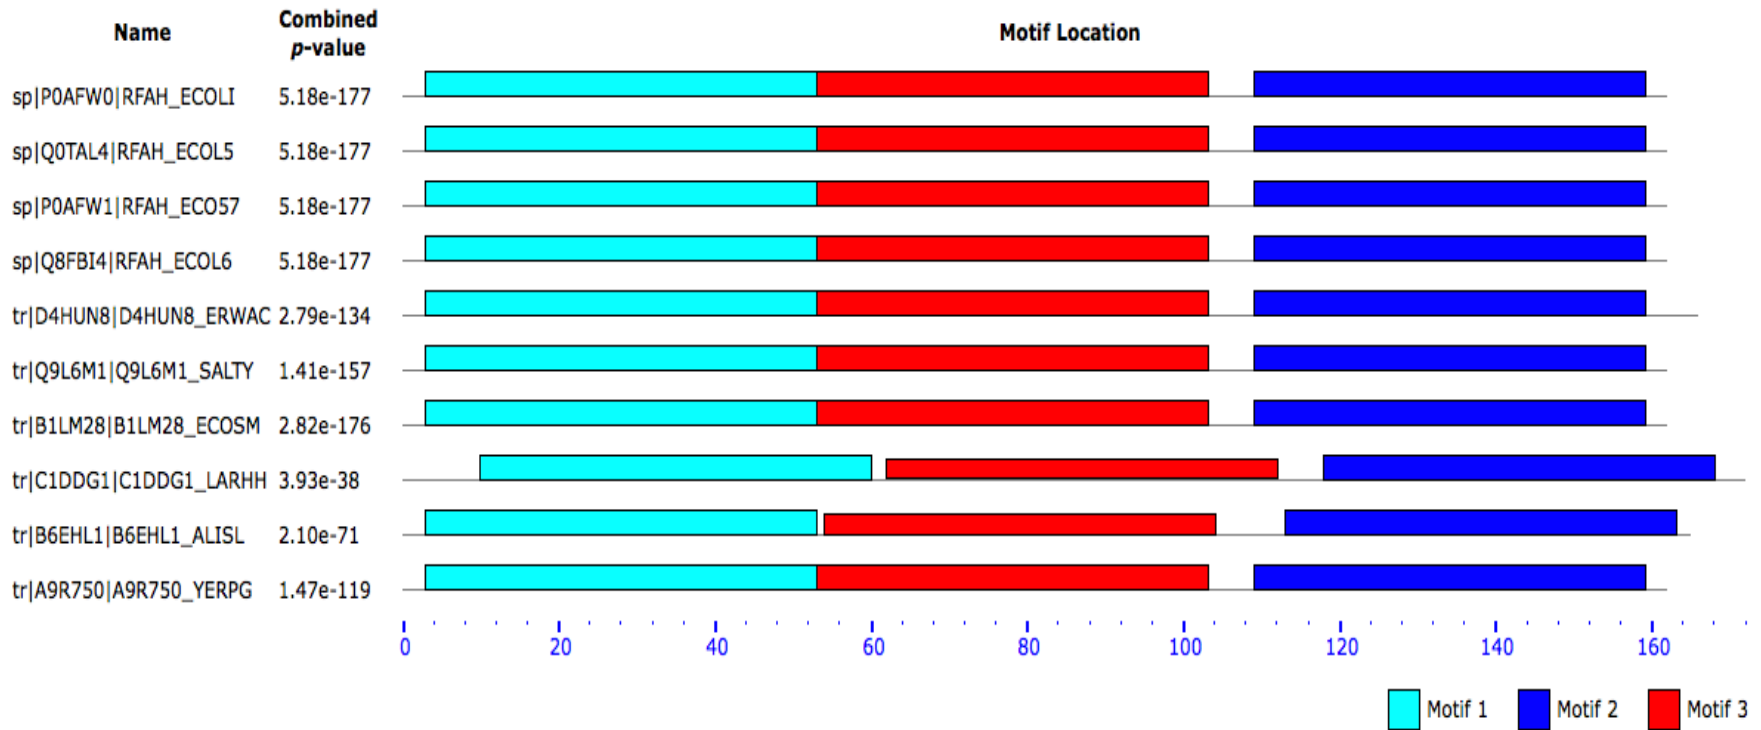 Name Combined p-value Motif Location
sp|P0AFW0|RFAH_ECOLI 5.18e-177
sp|Q0TAL4|RFAH_ECOL5 5.18e-177
sp|P0AFW1|RFAH_ECO57 5.18e-177
sp|Q8FBI4|RFAH_ECOL6 5.18e-177
tr|D4HUN8|D4HUN8_ERWAC 2.79e-134
tr|Q9L6M1|Q9L6M1_SALTY 1.41e-157
tr|B1LM28|B1LM28_ECOSM 2.82e-176
tr|C1DDG1|C1DDG1_LARHH 3.93e-38
tr|B6EHL1|B6EHL1_ALISL 2.10e-71
tr|A9R750|A9R750_YERPG 1.47e-119
0 20 40 60 80 100 120 140 160
Motif 1 Motif 2 Motif 3